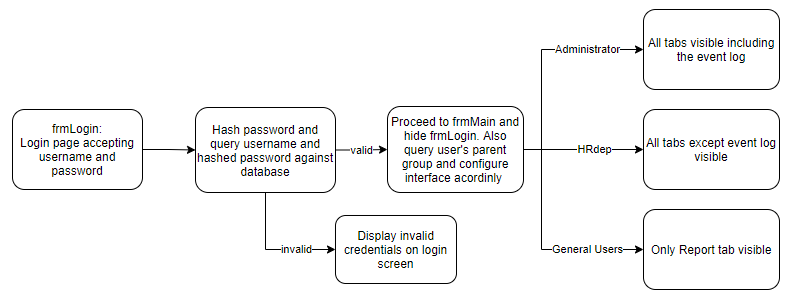 frmLogin:
Login page accepting
username and
password
Hash password and
query username and
hashed password against
database
valid
invalid
Display invalid
credentials on login
screen
Proceed to frmMain and
hide frmLogin. Also
query user's parent
group and configure
interface acordinly
Administrator
All tabs visible including
the event log
HRdep
All tabs except event log
visible
General Users
Only Report tab visible